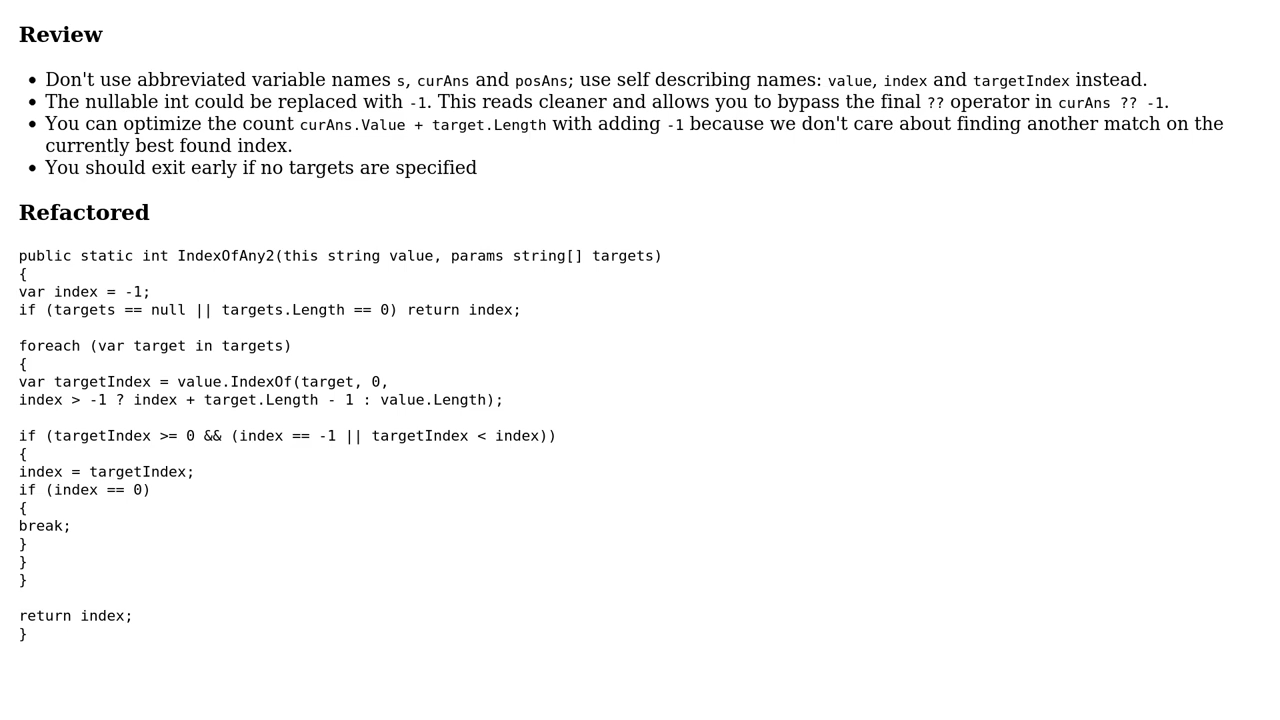 Review
• Don't use abbreviated variable names s, curAns and posAns; use self describing names: value, index and targetIndex instead.
• The nullable int could be replaced with -1. This reads cleaner and allows you to bypass the final ?? operator in curAns ?? -1.
• You can optimize the count curAns.Value + target.Length with adding -1 because we don't care about finding another match on the
currently best found index.
• You should exit early if no targets are specified
Refactored
public static int IndexOfAny2(this string value, params string[] targets)
{
var index = -1;
if (targets == null || targets.Length == 0) return index;
foreach (var target in targets)
{
var targetIndex = value.IndexOf(target, 0,
index > -1 ? index + target.Length - 1 : value.Length);
if (targetIndex >= 0 && (index == -1 || targetIndex < index))
{
index = targetIndex;
if (index == 0)
{
break;
}
}
}
return index;
}